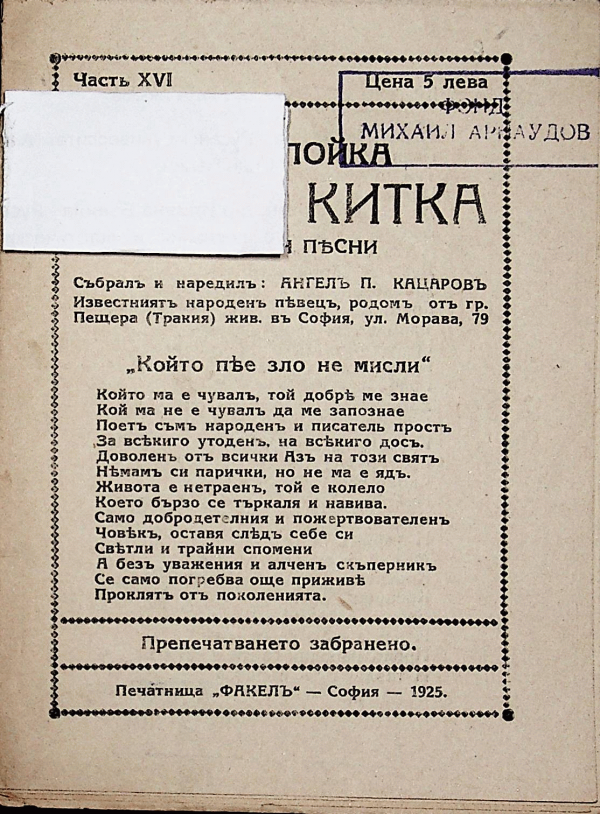 Часть XVI
Цена 5 лева
ФОНД
МИХАИЛ АРНАУДОВ
КИТКА
ПѢСНИ
Събралъ и наредилъ: АНГЕЛЪ П. КАЦАРОВЪ
Известниятъ народенъ пѣвецъ, родомъ отъ гр.
Пещера (Тракия) жив. въ София, ул. Морава, 79
„Който пѣе зло не мисли“
Който ма е чувалъ, той добрѣ ме знае
Кой ма не е чувалъ да ме запознае
Поетъ съмъ народенъ и писатель простъ
За всѣкиго утоденъ, на всѣкиго досъ.
Доволенъ отъ всички Азъ на този святъ
Нѣмамъ си парички, но не ма е ядъ.
Живота е нетраенъ, той е колело
Което бързо се търкаля и навива.
Само добродетелния и пожертвователенъ
Човѣкъ, оставя слѣдъ себе си
Свѣтли и трайни спомени
А безъ уважения и алченъ скъперникъ
Се само погребва още приживѣ
Проклятъ отъ поколенията.
Препечатването забранено.
Печатница „ФАКЕЛЪ“ — София — 1925.